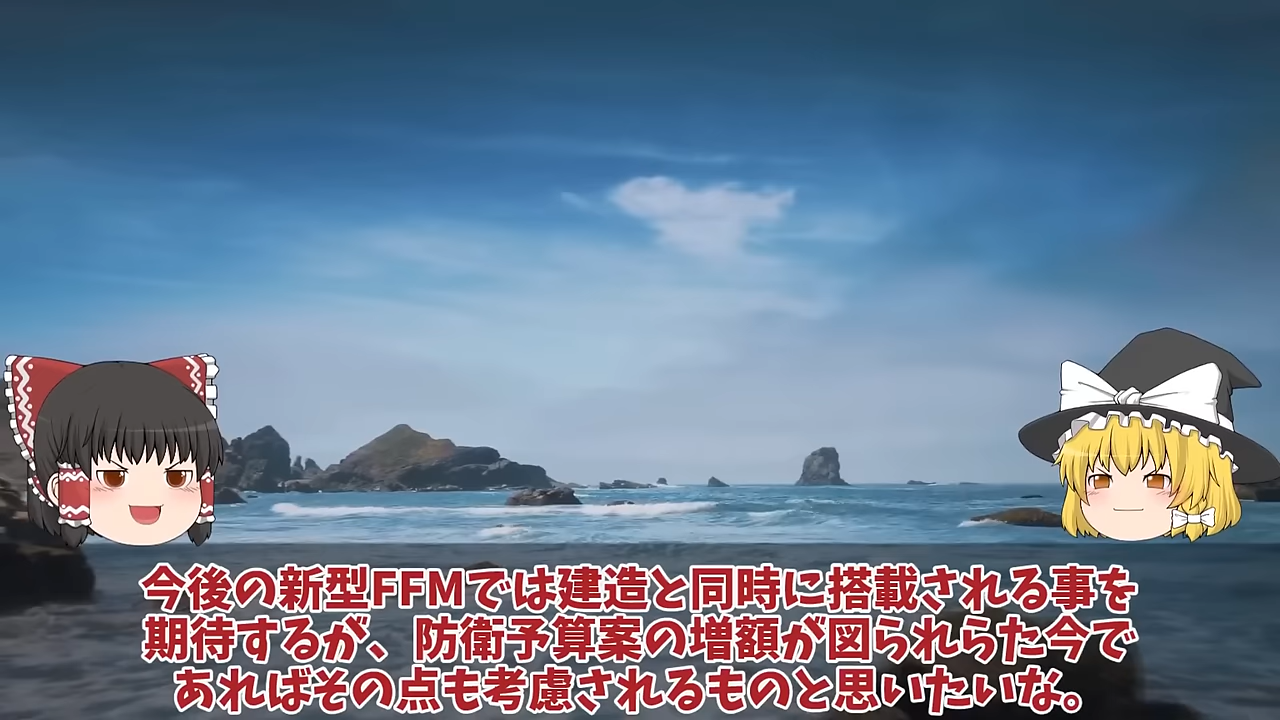 今後の新型FFMでは建造と同時に搭載される事を
期待するが、防衛予算案の増額が図られらた今で
あればその点も考慮されるものと思いたいな。